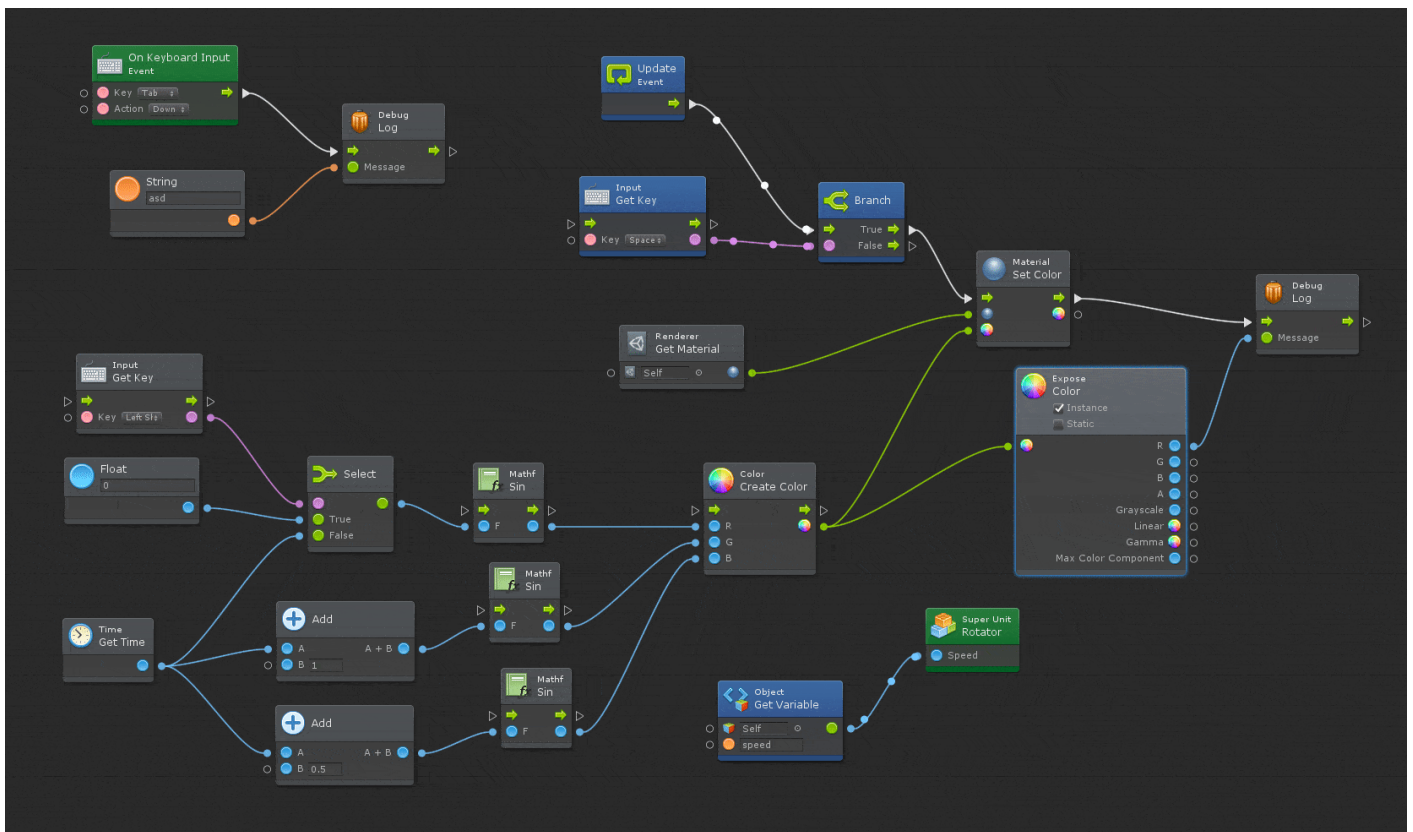 On Keyboard Input
Event
Key Tab
Action Down
Debug
Log
Message
String
asd
Update
Event
Input
Get Key
Key Space
Branch
True
False
Material
Set Color
Debug
Log
Message
Renderer
Get Material
Self
Expose
Color
Instance
Static
R
G
B
A
Grayscale
Linear
Gamma
Max Color Component
Input
Get Key
Key Left Sh
Float
0
Select
True
False
Mathf
Sin
F
Color
Create Color
R
G
B
Mathf
Sin
F
Time
Get Time
Add
A A + B
B 1
Mathf
Sin
F
Add
A A + B
B 0.5
Super Unit
Rotator
Speed
Object
Get Variable
Self
speed